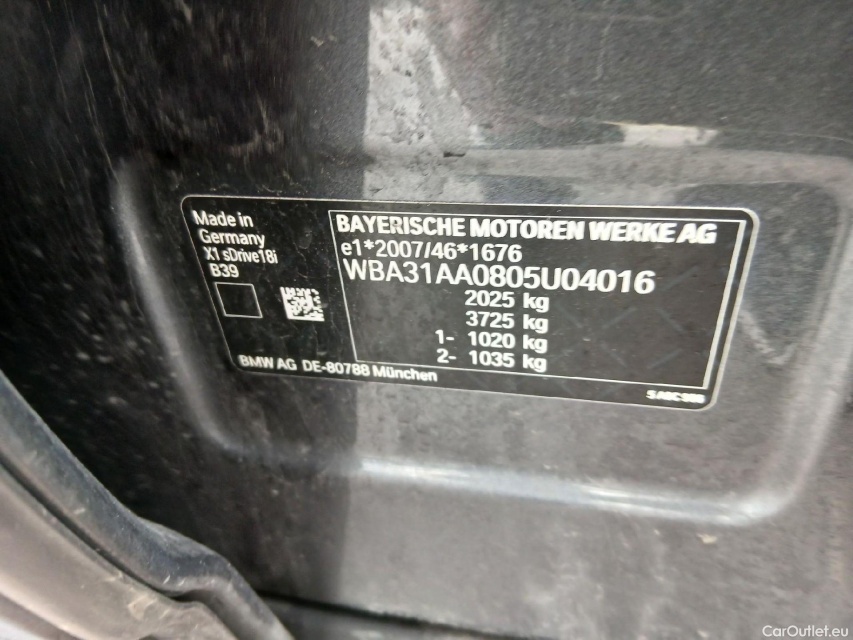 Made in
Germany
X1 sDrive18i
B39
BAYERISCHE MOTOREN WERKE AG
e1*2007/46*1676
WBA31AA0805U04016
2025 kg
3725 kg
1- 1020 kg
2- 1035 kg
BMW AG DE-80788 München
CarOutlet.eu